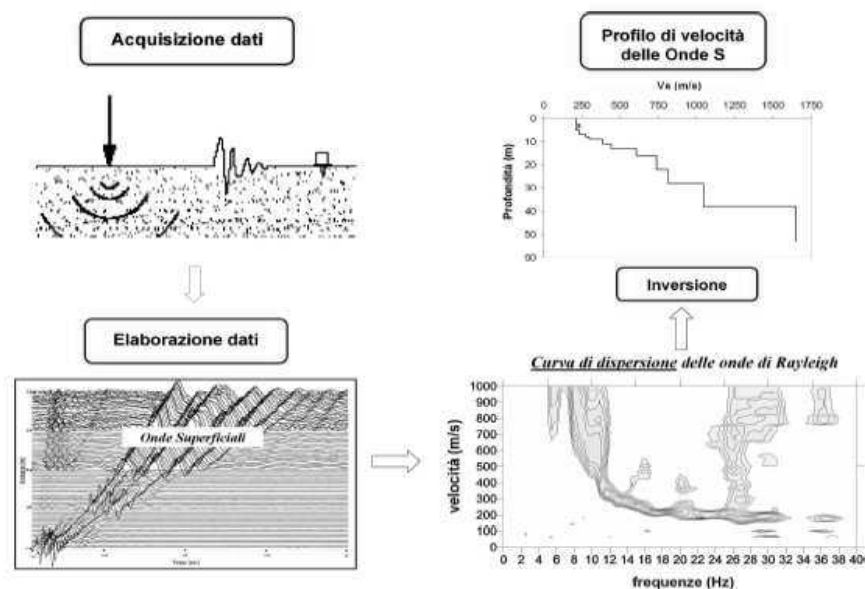 Acquisizione dati
Elaborazione dati
Onde Superficiali
Profilo di velocità
delle Onde S
Vs (m/s)
0 250 500 750 1000 1250 1500 1750
Profondità (m)
0
10
20
30
40
50
60
Inversione
Curva di dispersione delle onde di Rayleigh
velocità (m/s)
1000
900
800
700
600
500
400
300
200
100
0
0 2 4 6 8 10 12 14 16 18 20 22 24 26 28 30 32 34 36 38 400
frequenze (Hz)